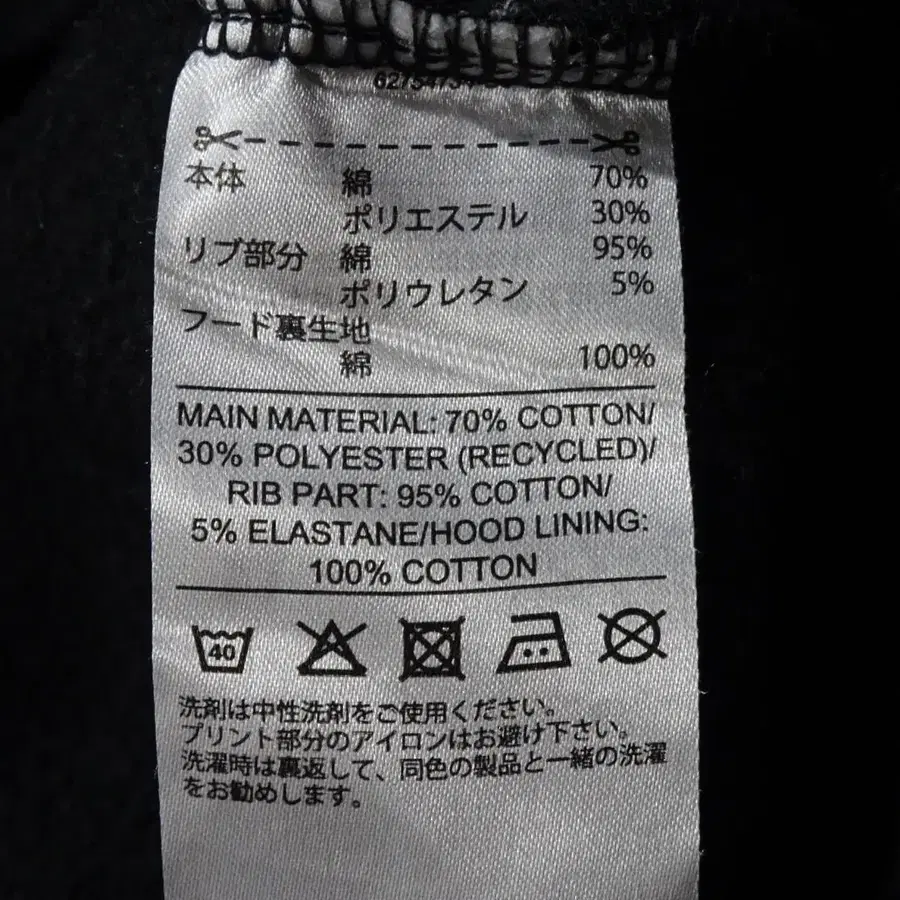 本体 綿 70%
ポリエステル 30%
リブ部分 綿 95%
ポリウレタン 5%
フード裏生地
綿 100%
MAIN MATERIAL: 70% COTTON/
30% POLYESTER (RECYCLED)/
RIB PART: 95% COTTON/
5% ELASTANE/HOOD LINING:
100% COTTON
40
洗剤は中性洗剤をご使用ください。
プリント部分のアイロンはお避け下さい。
洗濯時は裏返して、同色の製品と一緒の洗濯
をお勧めします。